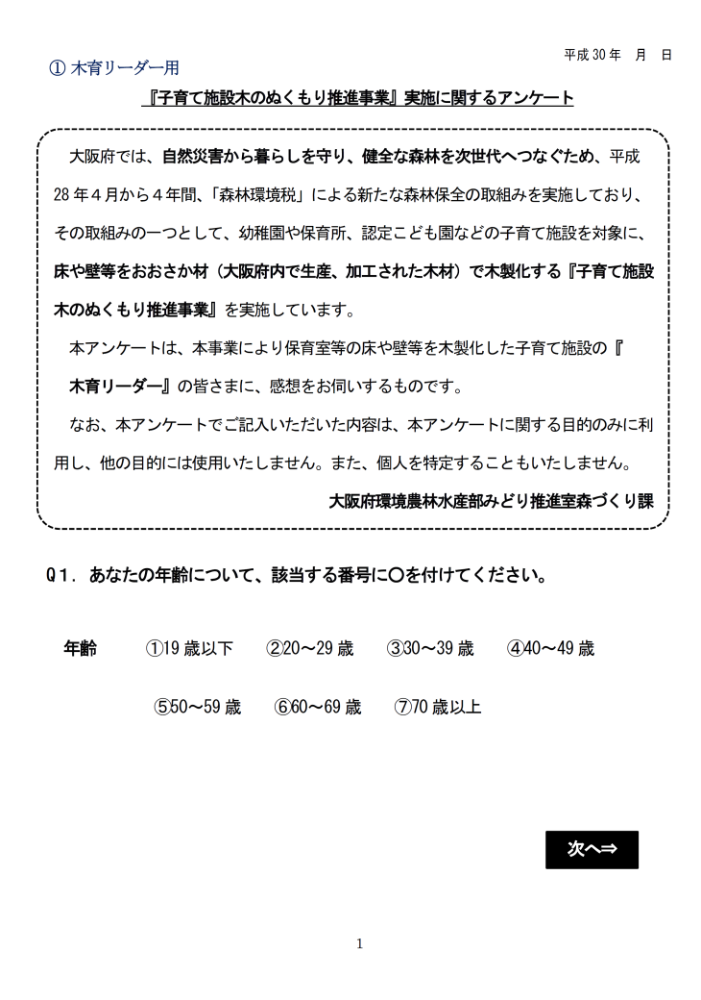 平成 30 年　月　日
① 木育リーダー用
『子育て施設木のぬくもり推進事業』実施に関するアンケート
大阪府では、自然災害から暮らしを守り、健全な森林を次世代へつなぐため、平成
28 年４月から４年間、「森林環境税」による新たな森林保全の取組みを実施しており、
その取組みの一つとして、幼稚園や保育所、認定こども園などの子育て施設を対象に、
床や壁等をおおさか材（大阪府内で生産、加工された木材）で木製化する『子育て施設
木のぬくもり推進事業』を実施しています。
本アンケートは、本事業により保育室等の床や壁等を木製化した子育て施設の『
木育リーダー』の皆さまに、感想をお伺いするものです。
なお、本アンケートでご記入いただいた内容は、本アンケートに関する目的のみに利
用し、他の目的には使用いたしません。また、個人を特定することもいたしません。
大阪府環境農林水産部みどり推進室森づくり課
Q１．あなたの年齢について、該当する番号に〇を付けてください。
年齢　①19 歳以下　②20～29 歳　③30～39 歳　④40～49 歳
⑤50～59 歳　⑥60～69 歳　⑦70 歳以上
次へ⇒
1